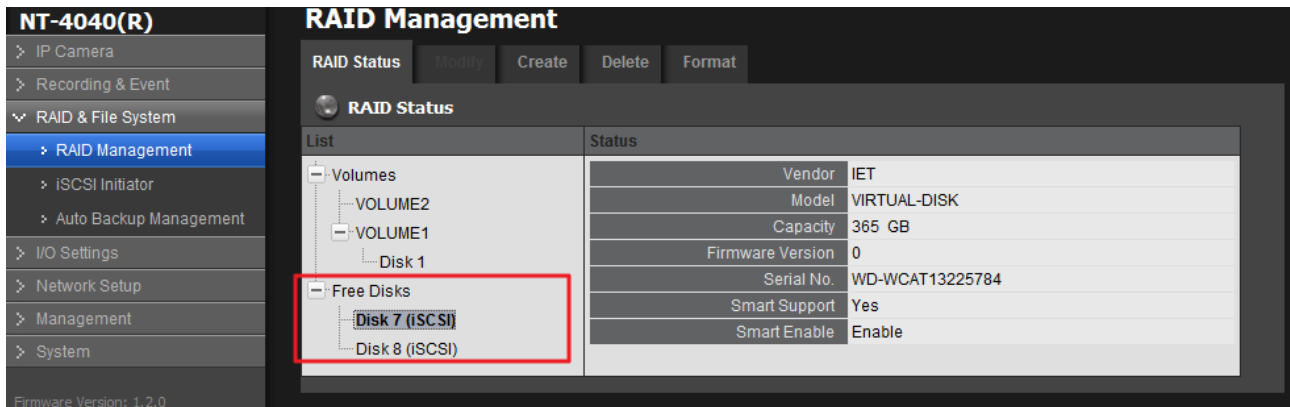 NT-4040(R)
IP Camera
Recording & Event
RAID & File System
RAID Management
iSCSI Initiator
Auto Backup Management
I/O Settings
Network Setup
Management
System
Firmware Version: 1.2.0
RAID Management
RAID Status Modify Create Delete Format
RAID Status
List
Volumes
VOLUME2
VOLUME1
Disk 1
Free Disks
Disk 7 (iSCSI)
Disk 8 (iSCSI)
Status
Vendor IET
Model VIRTUAL-DISK
Capacity 365 GB
Firmware Version 0
Serial No. WD-WCAT13225784
Smart Support Yes
Smart Enable Enable